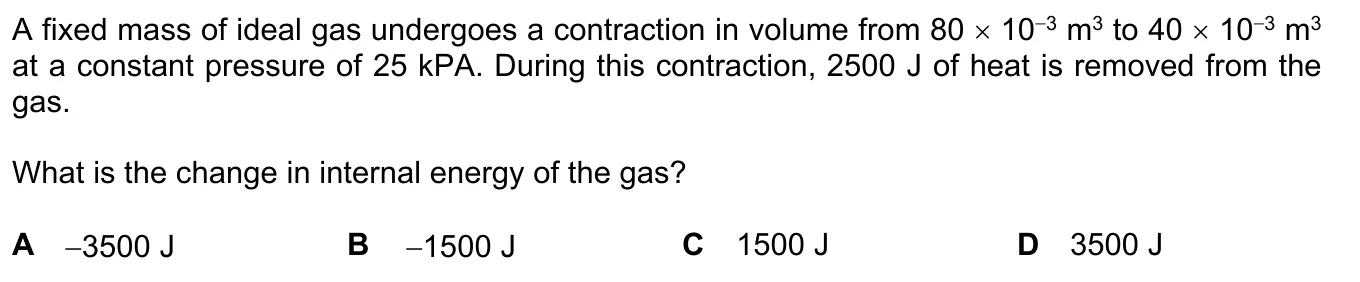 A fixed mass of ideal gas undergoes a contraction in volume from 80 × 10⁻³ m³ to 40 × 10⁻³ m³
at a constant pressure of 25 kPA. During this contraction, 2500 J of heat is removed from the
gas.
What is the change in internal energy of the gas?
A –3500 J B –1500 J C 1500 J D 3500 J